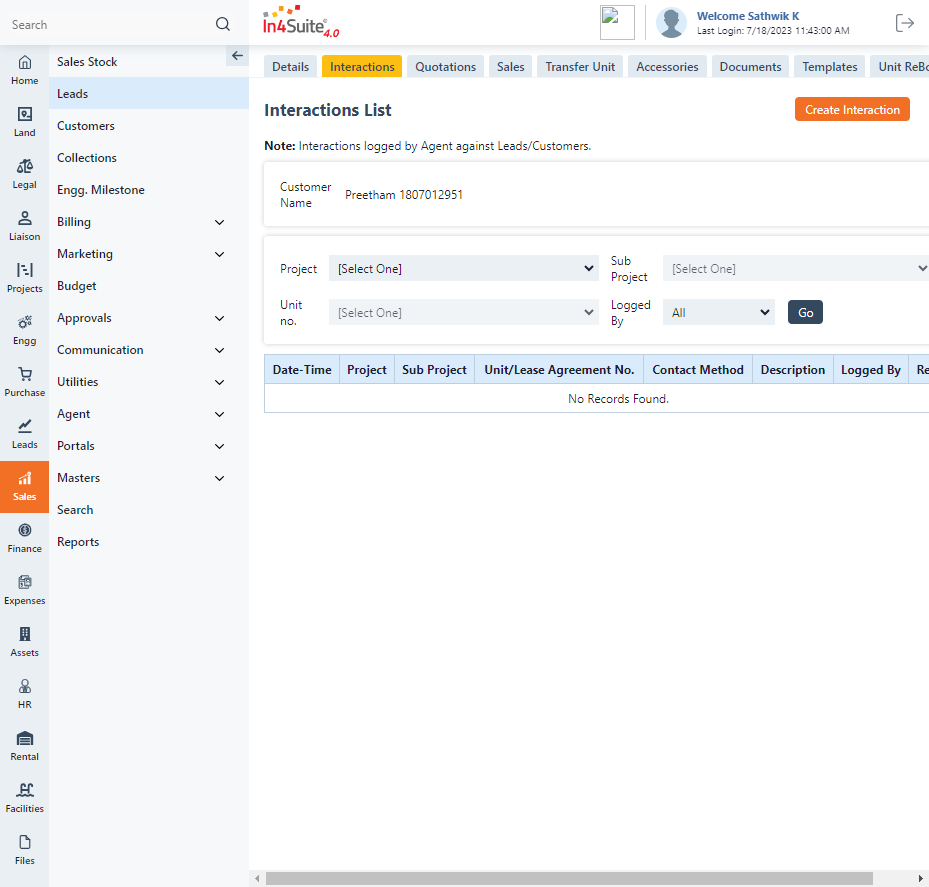 Search
In4Suite® 4.0
Welcome Sathwik K
Last Login: 7/18/2023 11:43:00 AM
Home
Land
Legal
Liaison
Projects
Engg
Purchase
Leads
Sales
Finance
Expenses
Assets
HR
Rental
Facilities
Files
Sales Stock
Leads
Customers
Collections
Engg. Milestone
Billing
Marketing
Budget
Approvals
Communication
Utilities
Agent
Portals
Masters
Search
Reports
Details Interactions Quotations Sales Transfer Unit Accessories Documents Templates Unit ReBo
Interactions List
Create Interaction
Note: Interactions logged by Agent against Leads/Customers.
Customer Name Preetham 1807012951
Project [Select One] Sub Project [Select One]
Unit no. [Select One] Logged By All Go
Date-Time Project Sub Project Unit/Lease Agreement No. Contact Method Description Logged By Re
No Records Found.